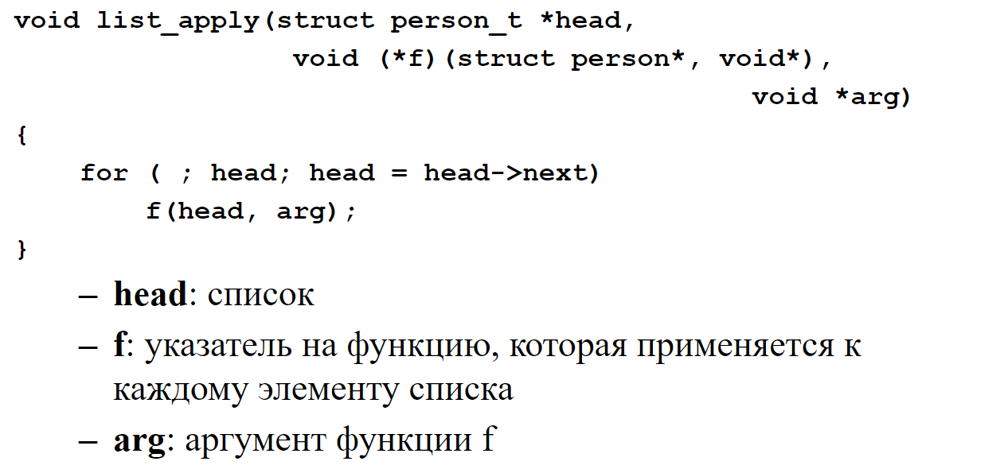 void list_apply(struct person_t *head,
void (*f)(struct person*, void*),
void *arg)
{
for ( ; head; head = head->next)
f(head, arg);
}
– head: список
– f: указатель на функцию, которая применяется к
каждому элементу списка
– arg: аргумент функции f